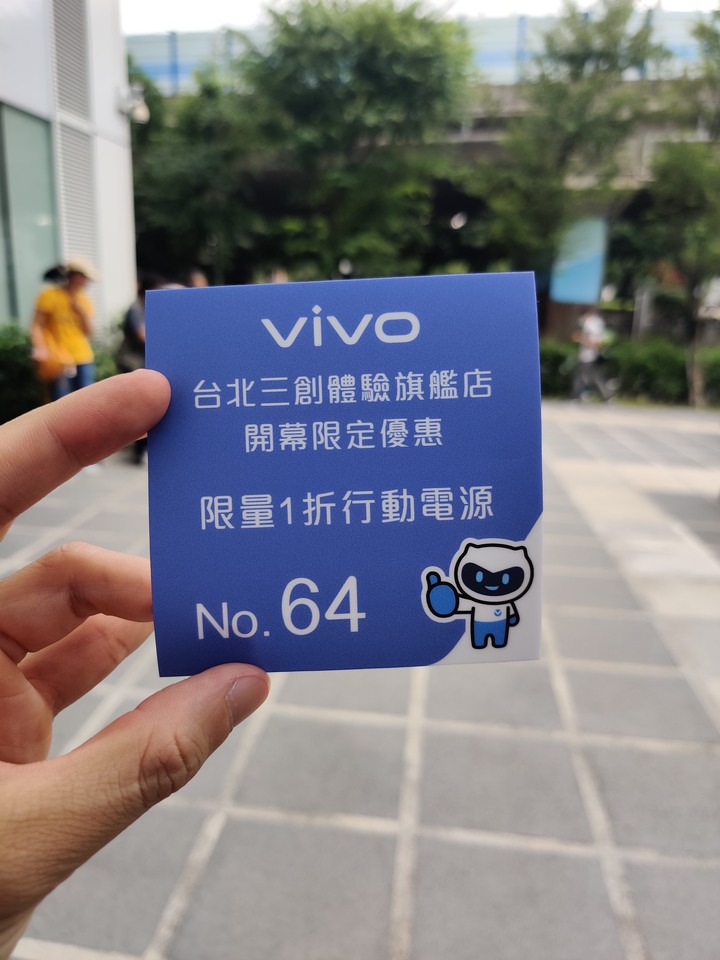 vivo
台北三創體驗旗艦店
開幕限定優惠
限量1折行動電源
No. 64